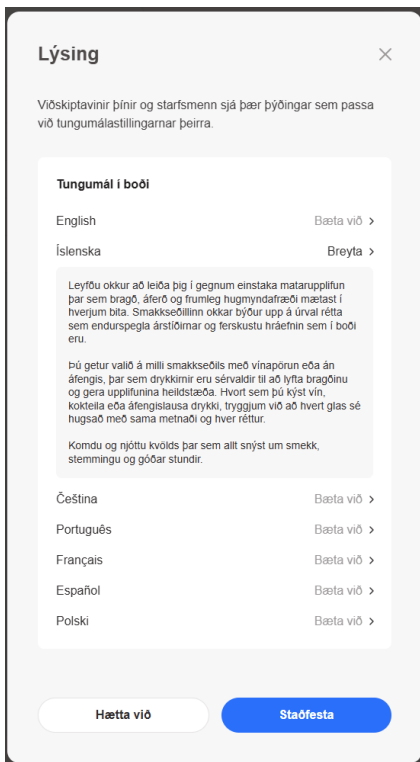 Lýsing
Viðskiptavinir þínir og starfsmenn sjá þær þýðingar sem passa
við tungumálastillingarnar þeirra.
Tungumál í boði
English Bæta við
Íslenska Breyta
Leyfðu okkur að leiða þig í gegnum einstaka matarupplifun
þar sem bragð, áferð og frumleg hugmyndafræði mætast í
hverjum bita. Smakkseðillinn okkar býður upp á úrval rétta
sem endurspegla árstíðirnar og ferskustu hráefnin sem í boði
eru.
Þú getur valið á milli smakkseðils með vínapörun eða án
áfengis, þar sem drykkirnir eru sérvaldir til að lyfta bragðinu
og gera upplifunina heildstæða. Hvort sem þú kýst vín,
kokteila eða áfengislausa drykki, tryggjum við að hvert glas sé
hugsað með sama metnaði og hver réttur.
Komdu og njóttu kvölds þar sem allt snýst um smekk,
stemmingu og góðar stundir.
Čeština Bæta við
Português Bæta við
Français Bæta við
Español Bæta við
Polski Bæta við
Hætta við Staðfesta